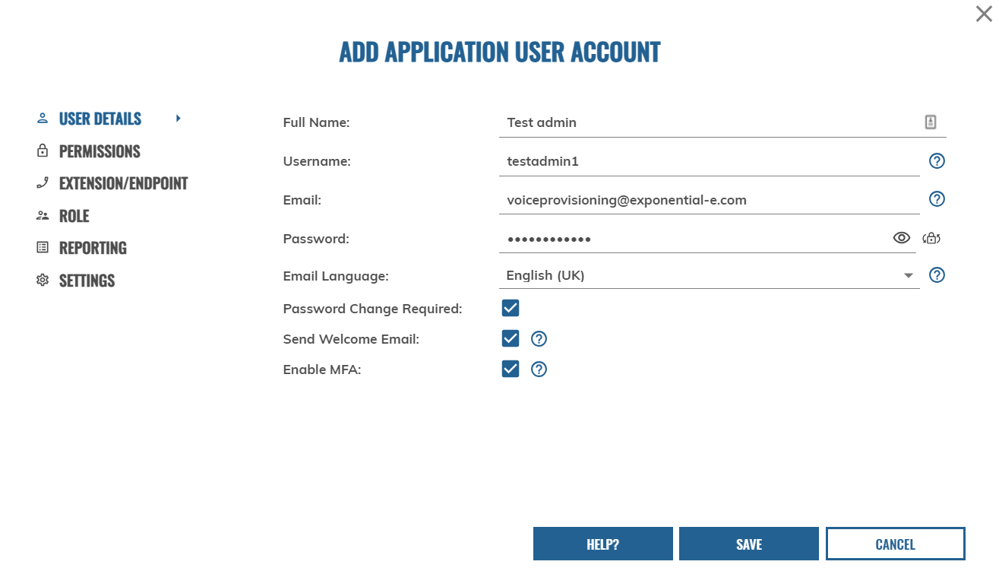 ADD APPLICATION USER ACCOUNT
USER DETAILS
PERMISSIONS
EXTENSION/ENDPOINT
ROLE
REPORTING
SETTINGS
Full Name: Test admin
Username: testadmin1
Email: voiceprovisioning@exponential-e.com
Password: ••••••••••••
Email Language: English (UK)
Password Change Required:
Send Welcome Email:
Enable MFA:
HELP? SAVE CANCEL